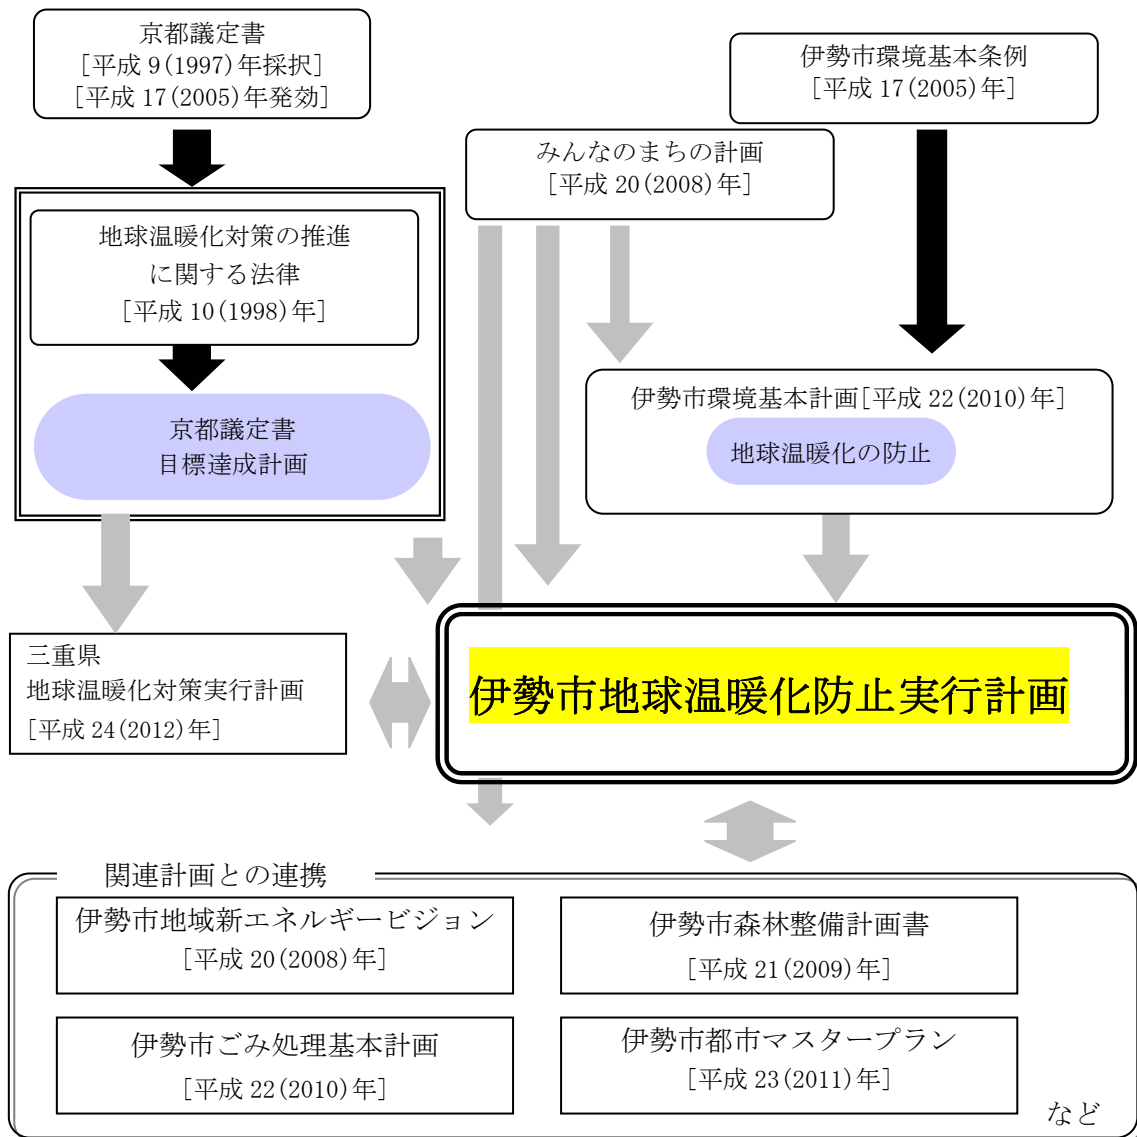 京都議定書
[平成 9(1997)年採択]
[平成 17(2005)年発効]
伊勢市環境基本条例
[平成 17(2005)年]
みんなのまちの計画
[平成 20(2008)年]
地球温暖化対策の推進
に関する法律
[平成 10(1998)年]
京都議定書
目標達成計画
伊勢市環境基本計画[平成 22(2010)年]
地球温暖化の防止
三重県
地球温暖化対策実行計画
[平成 24(2012)年]
伊勢市地球温暖化防止実行計画
関連計画との連携
伊勢市地域新エネルギービジョン
[平成 20(2008)年]
伊勢市森林整備計画書
[平成 21(2009)年]
伊勢市ごみ処理基本計画
[平成 22(2010)年]
伊勢市都市マスタープラン
[平成 23(2011)年]
など